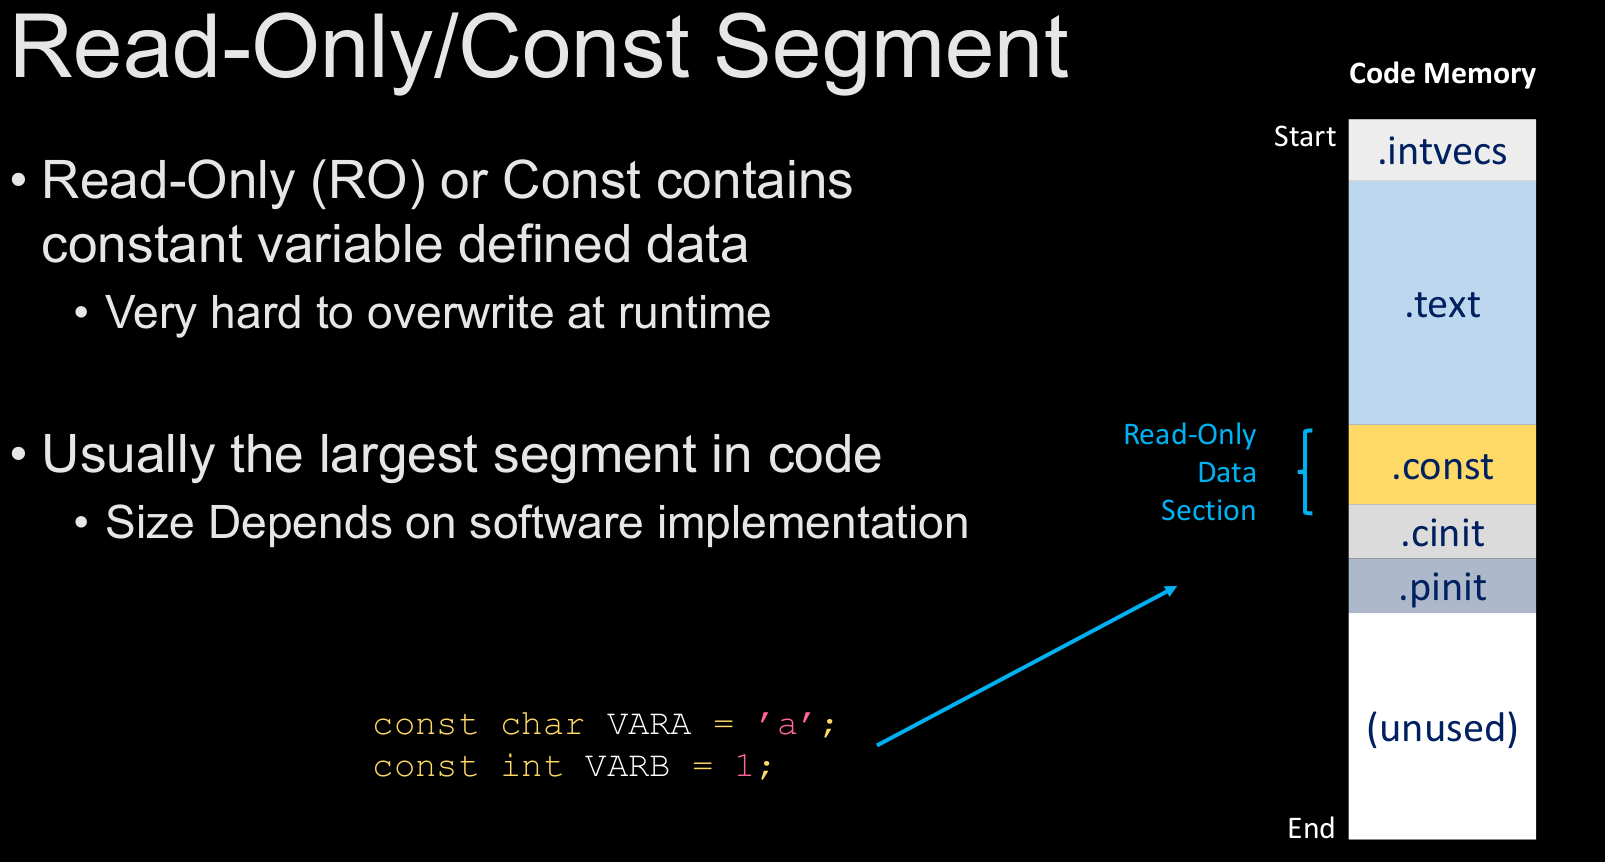 Read-Only/Const Segment
• Read-Only (RO) or Const contains
constant variable defined data
• Very hard to overwrite at runtime
• Usually the largest segment in code
• Size Depends on software implementation
const char VARA = ’a’;
const int VARB = 1;
Code Memory
Start
.intvecs
.text
Read-Only
Data
Section
.const
.cinit
.pinit
(unused)
End